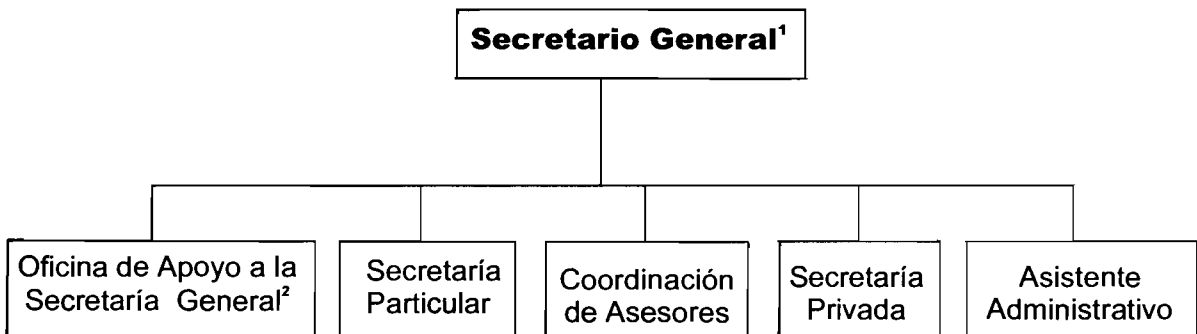 Secretario General¹
Oficina de Apoyo a la
Secretaría General²
Secretaría
Particular
Coordinación
de Asesores
Secretaría
Privada
Asistente
Administrativo